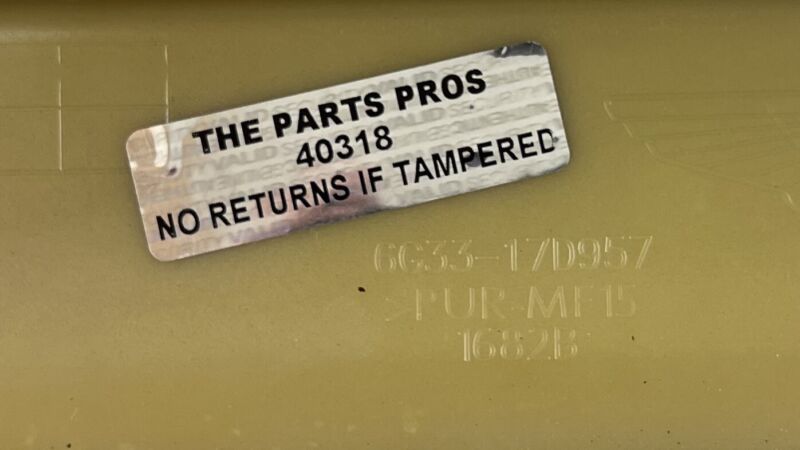 THE PARTS PROS
40318
NO RETURNS IF TAMPERED
6G33-17D957
>PUR-MF15
1682B